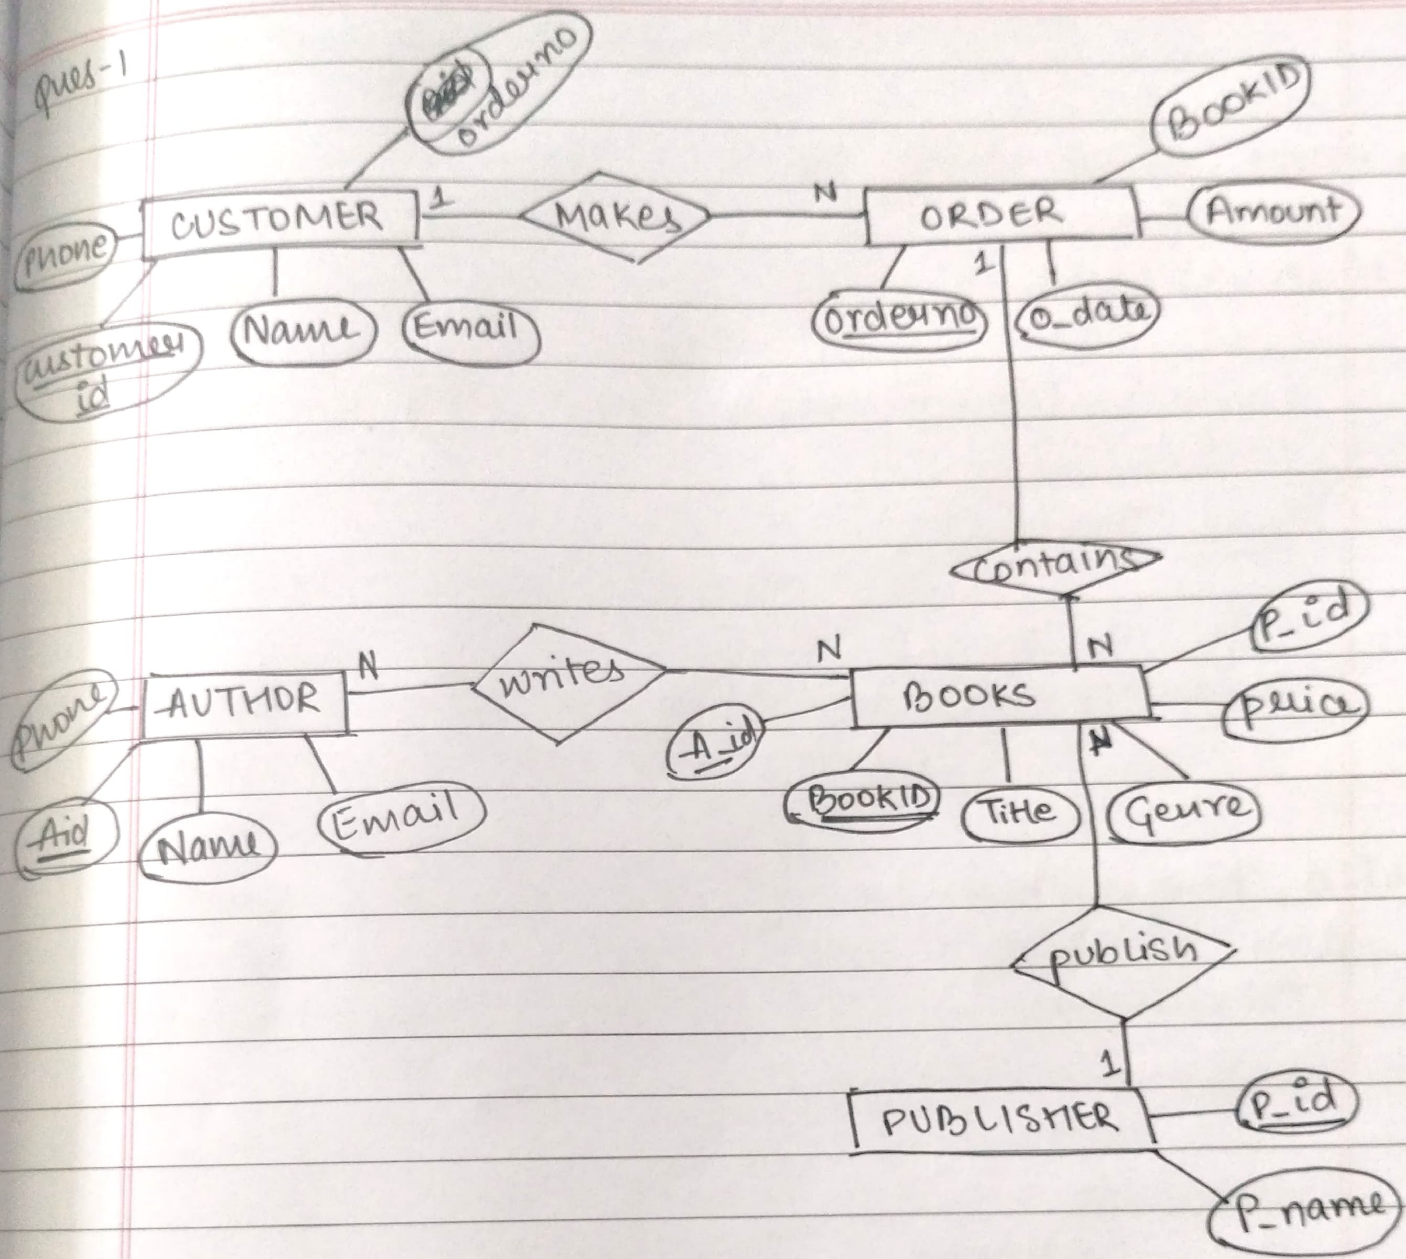 Ques-1
orderno
BookID
CUSTOMER
1
Makes
N
ORDER
Amount
Phone
1
customer
id
Name
Email
orderno
o_date
contains
P_id
N
AUTHOR
N
writes
N
BOOKS
price
Phone
A_id
N
Aid
Name
Email
BookID
Title
Genre
publish
1
PUBLISHER
P_id
P_name